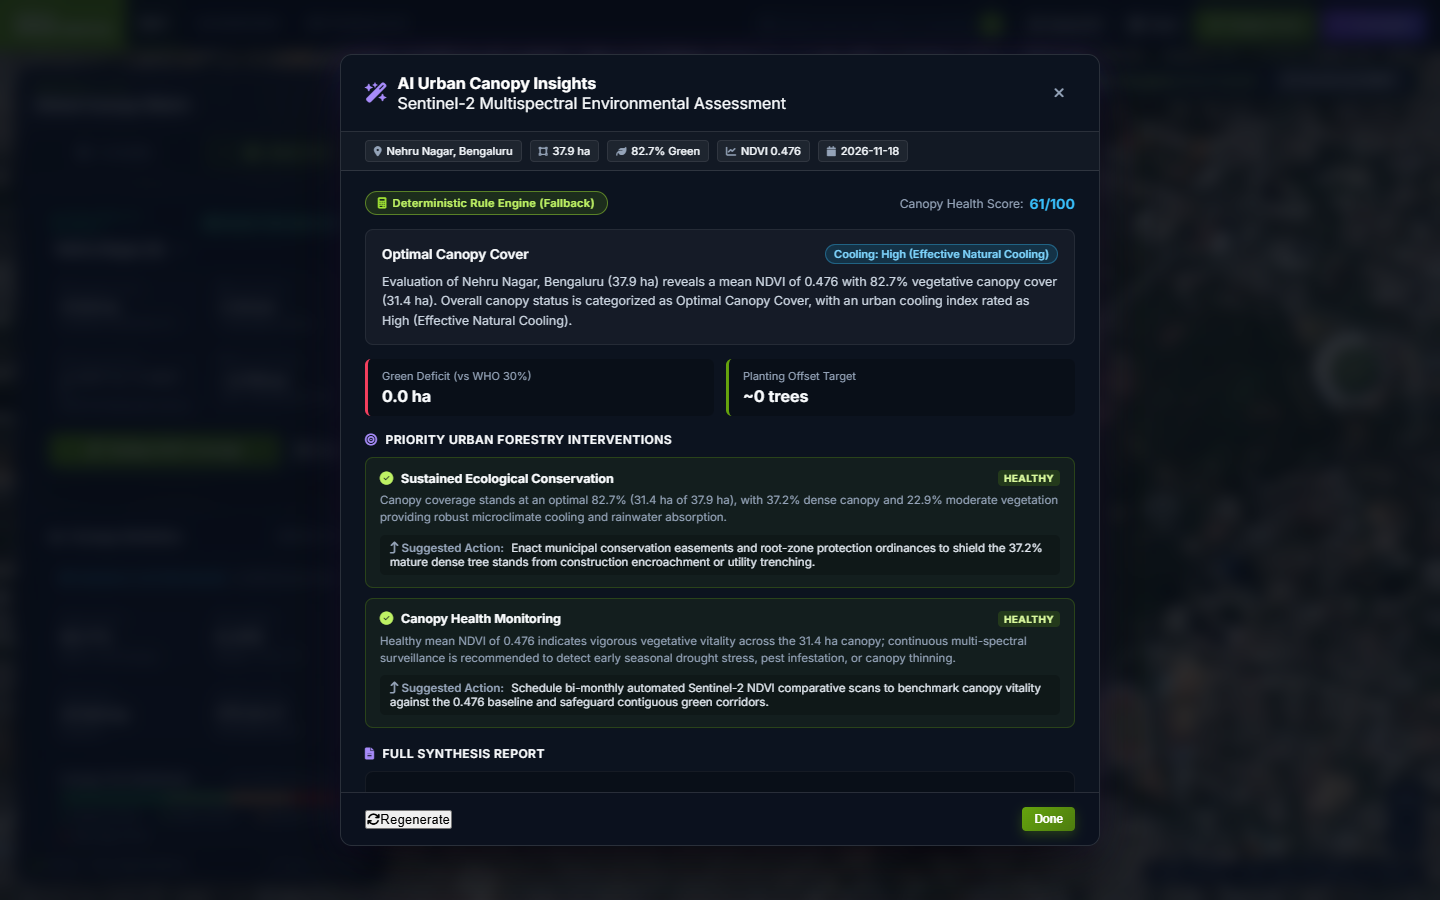 AI Urban Canopy Insights
Sentinel-2 Multispectral Environmental Assessment
Nehru Nagar, Bengaluru
37.9 ha
82.7% Green
NDVI 0.476
2026-11-18
Deterministic Rule Engine (Fallback)
Canopy Health Score: 61/100
Optimal Canopy Cover
Cooling: High (Effective Natural Cooling)
Evaluation of Nehru Nagar, Bengaluru (37.9 ha) reveals a mean NDVI of 0.476 with 82.7% vegetative canopy cover
(31.4 ha). Overall canopy status is categorized as Optimal Canopy Cover, with an urban cooling index rated as
High (Effective Natural Cooling).
Green Deficit (vs WHO 30%)
0.0 ha
Planting Offset Target
~0 trees
PRIORITY URBAN FORESTRY INTERVENTIONS
Sustained Ecological Conservation
HEALTHY
Canopy coverage stands at an optimal 82.7% (31.4 ha of 37.9 ha), with 37.2% dense canopy and 22.9% moderate vegetation
providing robust microclimate cooling and rainwater absorption.
Suggested Action: Enact municipal conservation easements and root-zone protection ordinances to shield the 37.2%
mature dense tree stands from construction encroachment or utility trenching.
Canopy Health Monitoring
HEALTHY
Healthy mean NDVI of 0.476 indicates vigorous vegetative vitality across the 31.4 ha canopy; continuous multi-spectral
surveillance is recommended to detect early seasonal drought stress, pest infestation, or canopy thinning.
Suggested Action: Schedule bi-monthly automated Sentinel-2 NDVI comparative scans to benchmark canopy vitality
against the 0.476 baseline and safeguard contiguous green corridors.
FULL SYNTHESIS REPORT
Regenerate
Done